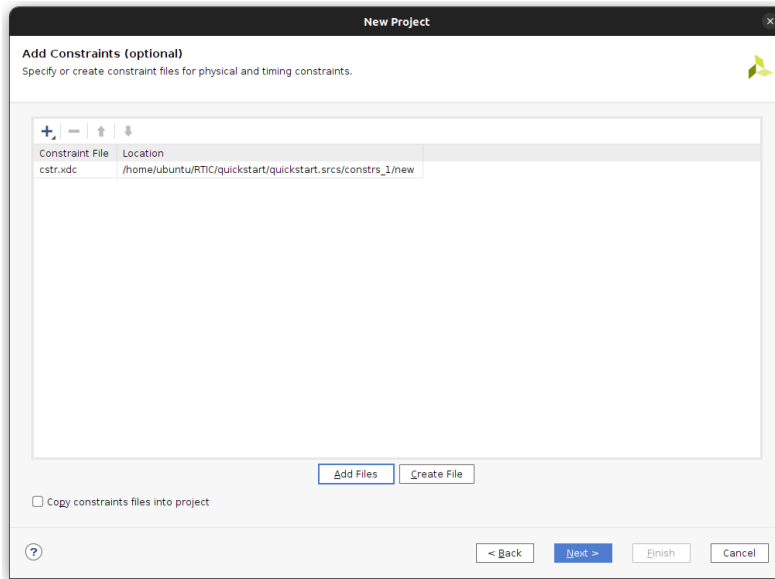 New Project
Add Constraints (optional)
Specify or create constraint files for physical and timing constraints.
Constraint File Location
cstr.xdc /home/ubuntu/RTIC/quickstart/quickstart.srcs/constrs_1/new
Add Files Create File
Copy constraints files into project
? < Back Next > Finish Cancel